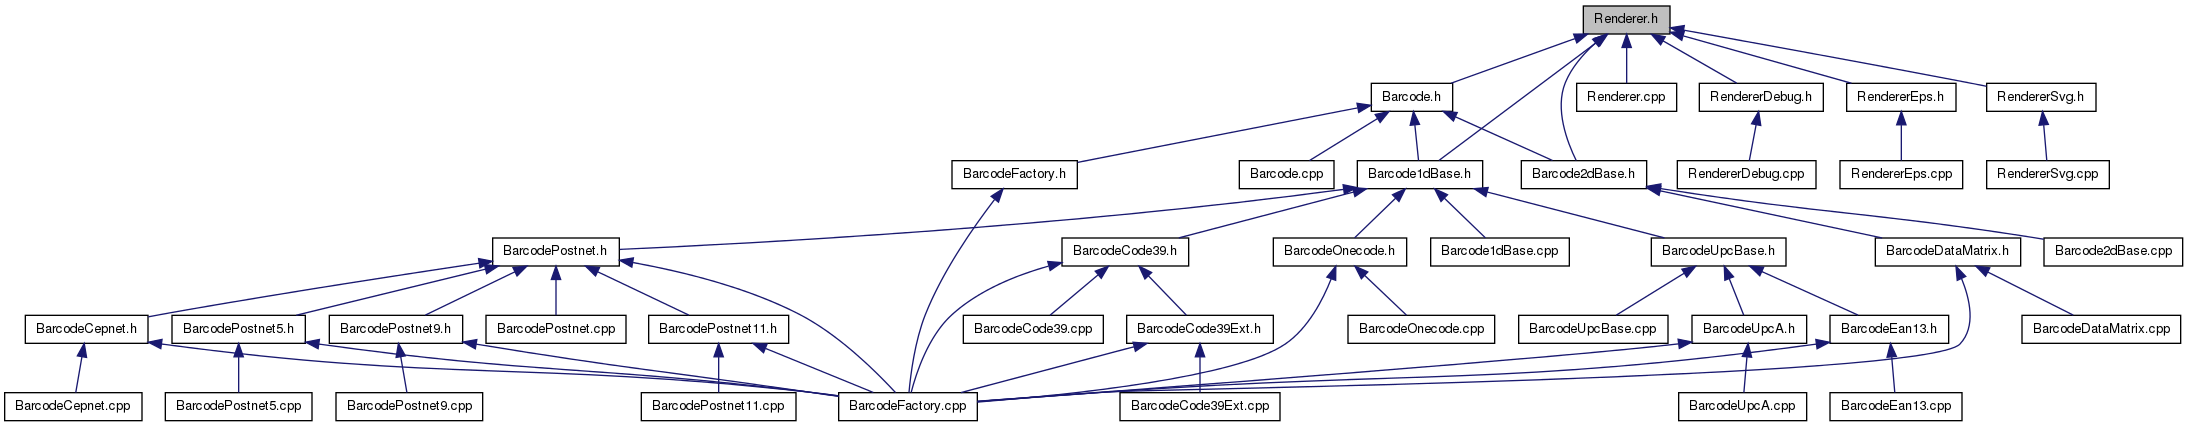 Renderer.h
Barcode.h
Renderer.cpp
RendererDebug.h
RendererEps.h
RendererSvg.h
BarcodeFactory.h
Barcode.cpp
Barcode1dBase.h
Barcode2dBase.h
RendererDebug.cpp
RendererEps.cpp
RendererSvg.cpp
BarcodePostnet.h
BarcodeCode39.h
BarcodeOnecode.h
Barcode1dBase.cpp
BarcodeUpcBase.h
BarcodeDataMatrix.h
Barcode2dBase.cpp
BarcodeCepnet.h
BarcodePostnet5.h
BarcodePostnet9.h
BarcodePostnet.cpp
BarcodePostnet11.h
BarcodeCode39.cpp
BarcodeCode39Ext.h
BarcodeOnecode.cpp
BarcodeUpcBase.cpp
BarcodeUpcA.h
BarcodeEan13.h
BarcodeDataMatrix.cpp
BarcodeCepnet.cpp
BarcodePostnet5.cpp
BarcodePostnet9.cpp
BarcodePostnet11.cpp
BarcodeFactory.cpp
BarcodeCode39Ext.cpp
BarcodeUpcA.cpp
BarcodeEan13.cpp